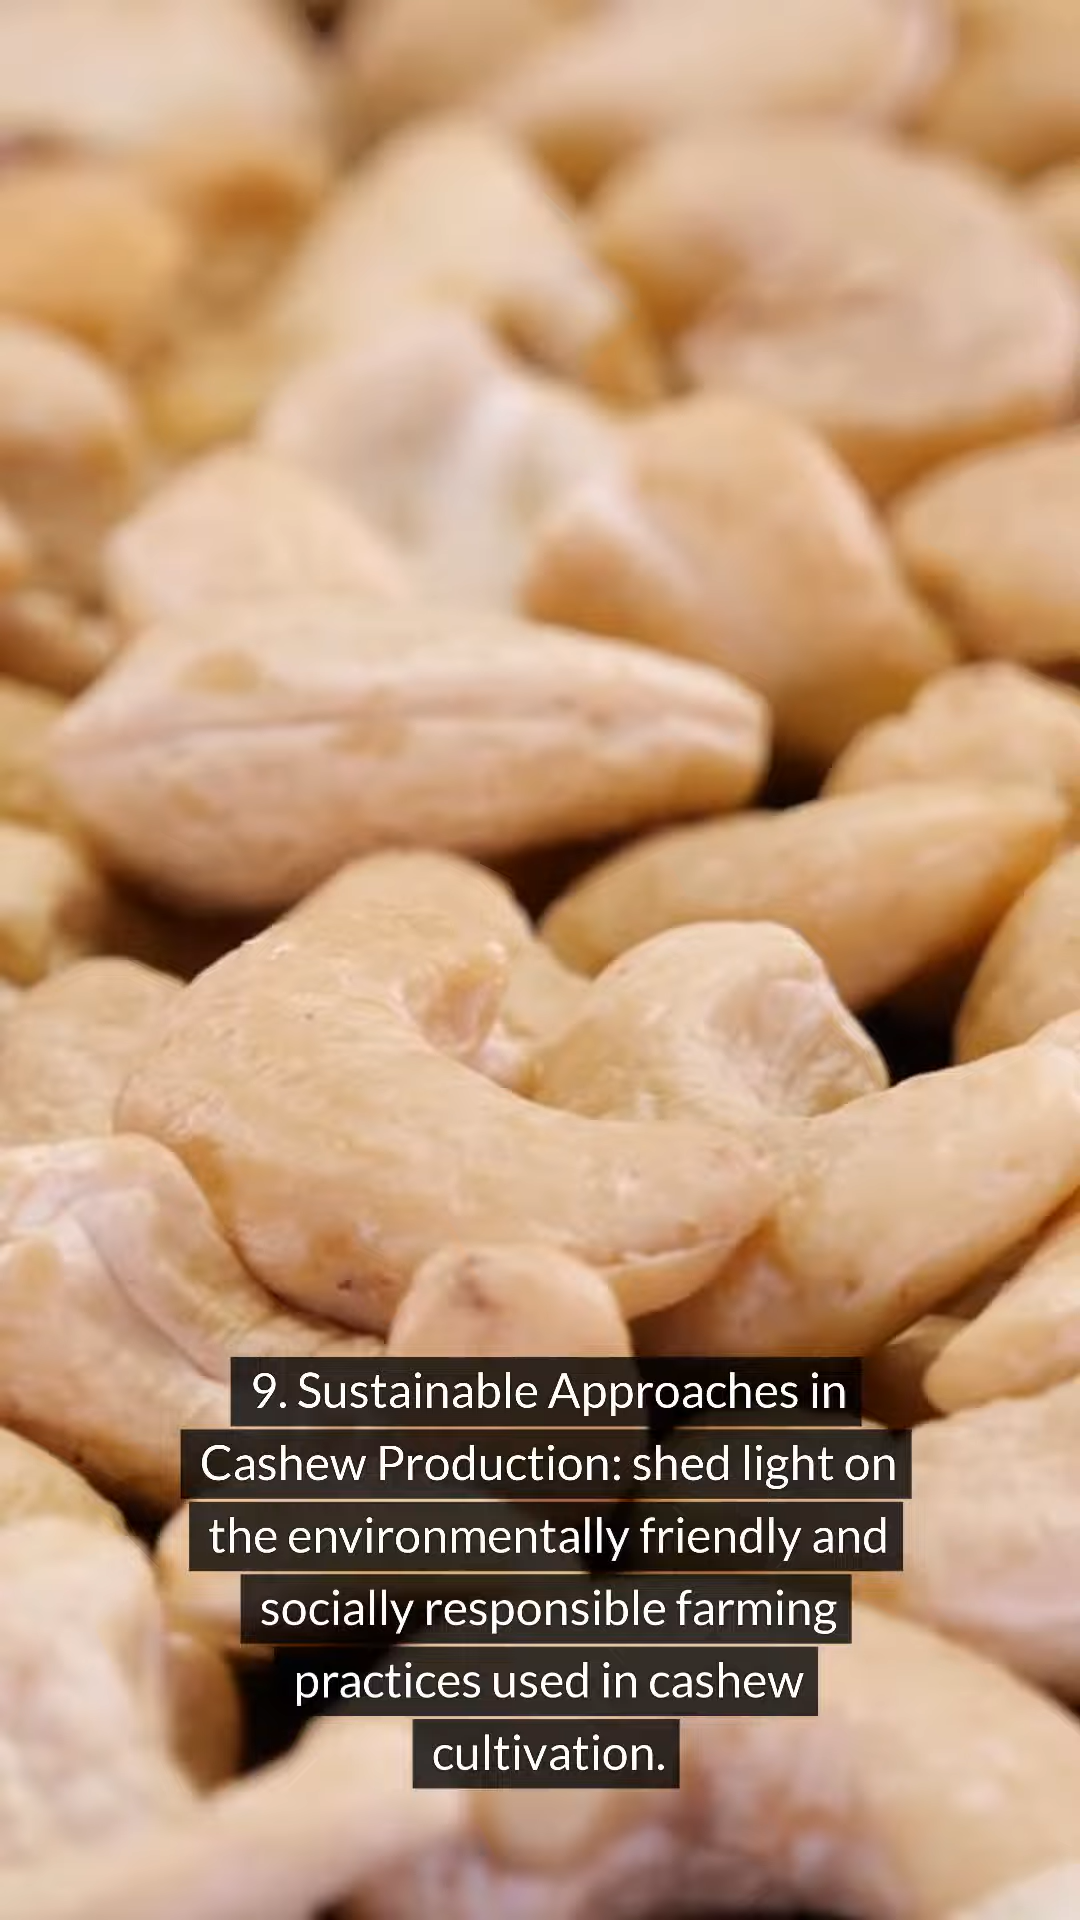 9. Sustainable Approaches in
Cashew Production: shed light on
the environmentally friendly and
socially responsible farming
practices used in cashew
cultivation.